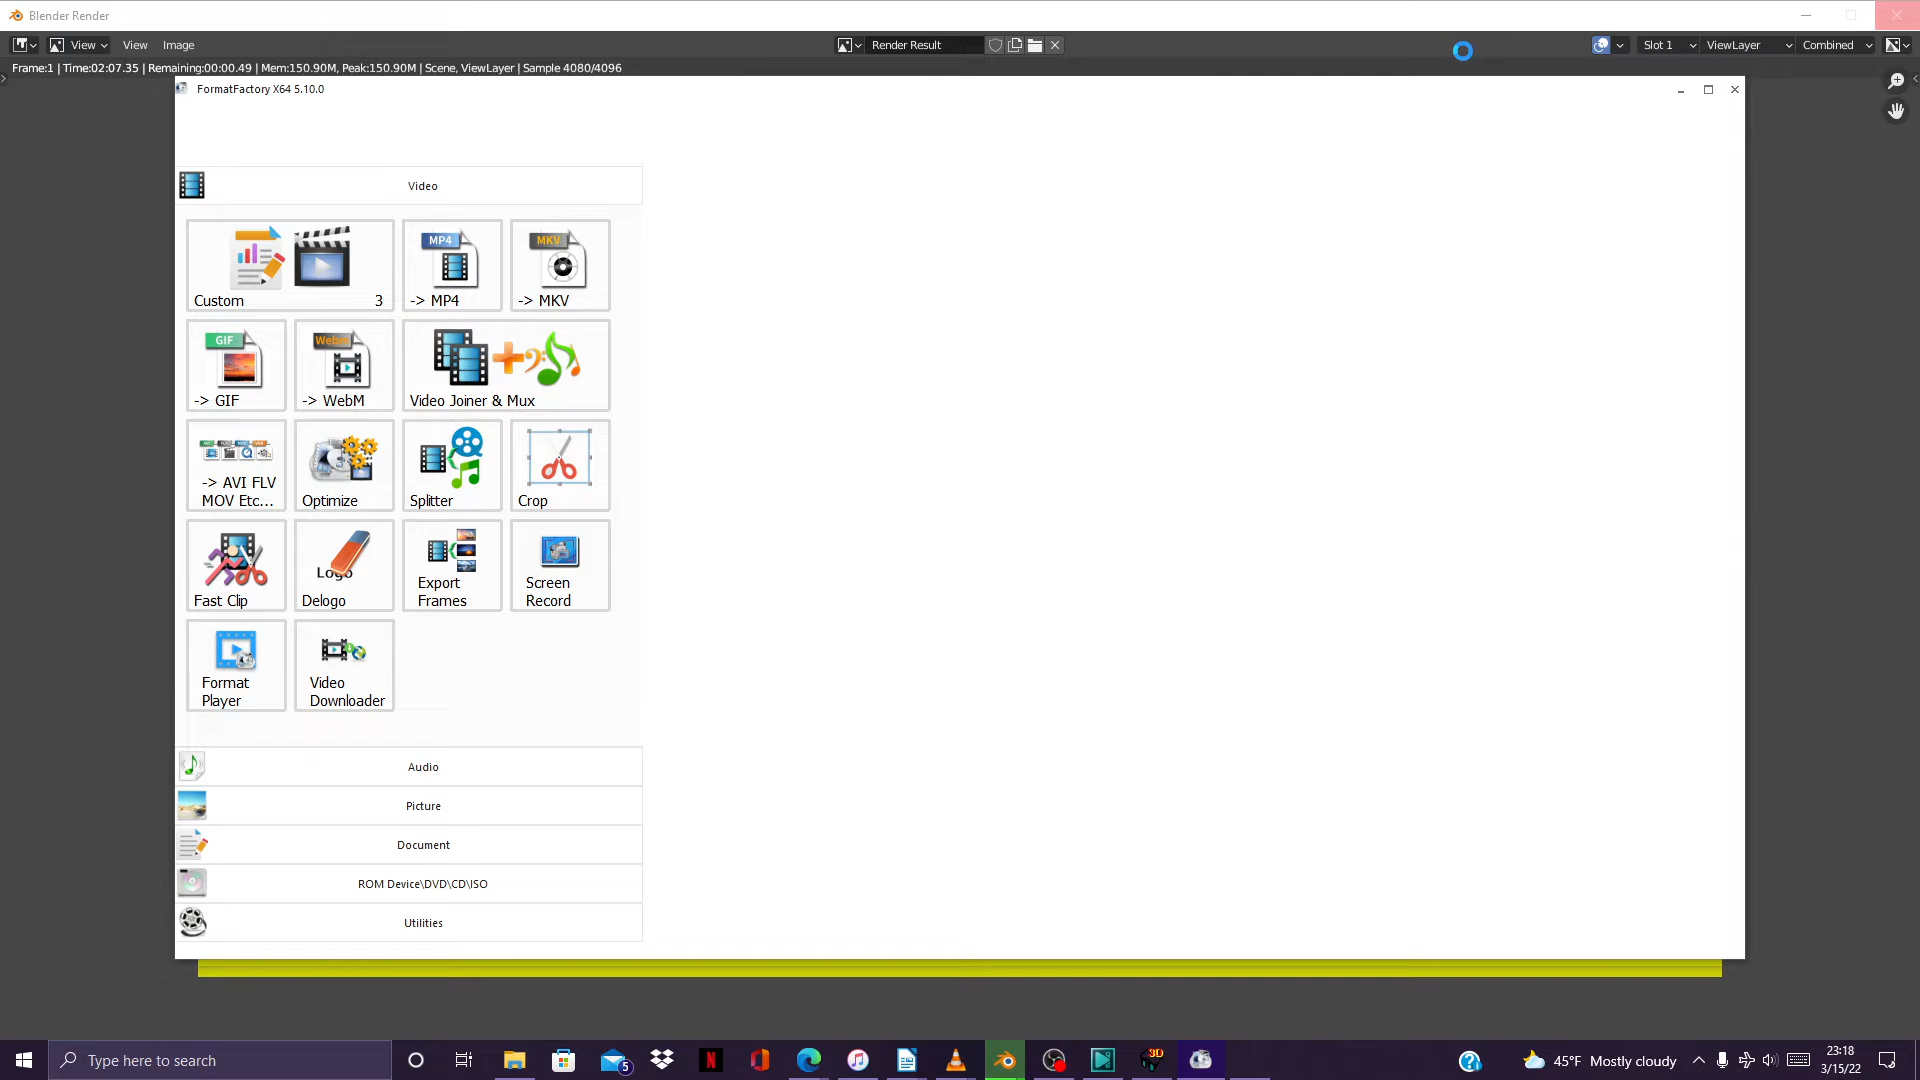 Blender Render
View
View
Image
Render Result
Slot 1
ViewLayer
Combined
Frame:1 | Time:02:07.35 | Remaining:00:00.49 | Mem:150.90M, Peak:150.90M | Scene, ViewLayer | Sample 4080/4096
FormatFactory X64 5.10.0
Video
Custom 3
MP4
-> MP4
MKV
-> MKV
GIF
-> GIF
WebM
-> WebM
Video Joiner & Mux
-> AVI FLV
MOV Etc...
Optimize
Splitter
Crop
Fast Clip
Logo
Delogo
Export
Frames
Screen
Record
Format
Player
Video
Downloader
Audio
Picture
Document
ROM Device\DVD\CD\ISO
Utilities
Type here to search
5
N
3D
45°F Mostly cloudy
23:18
3/15/22